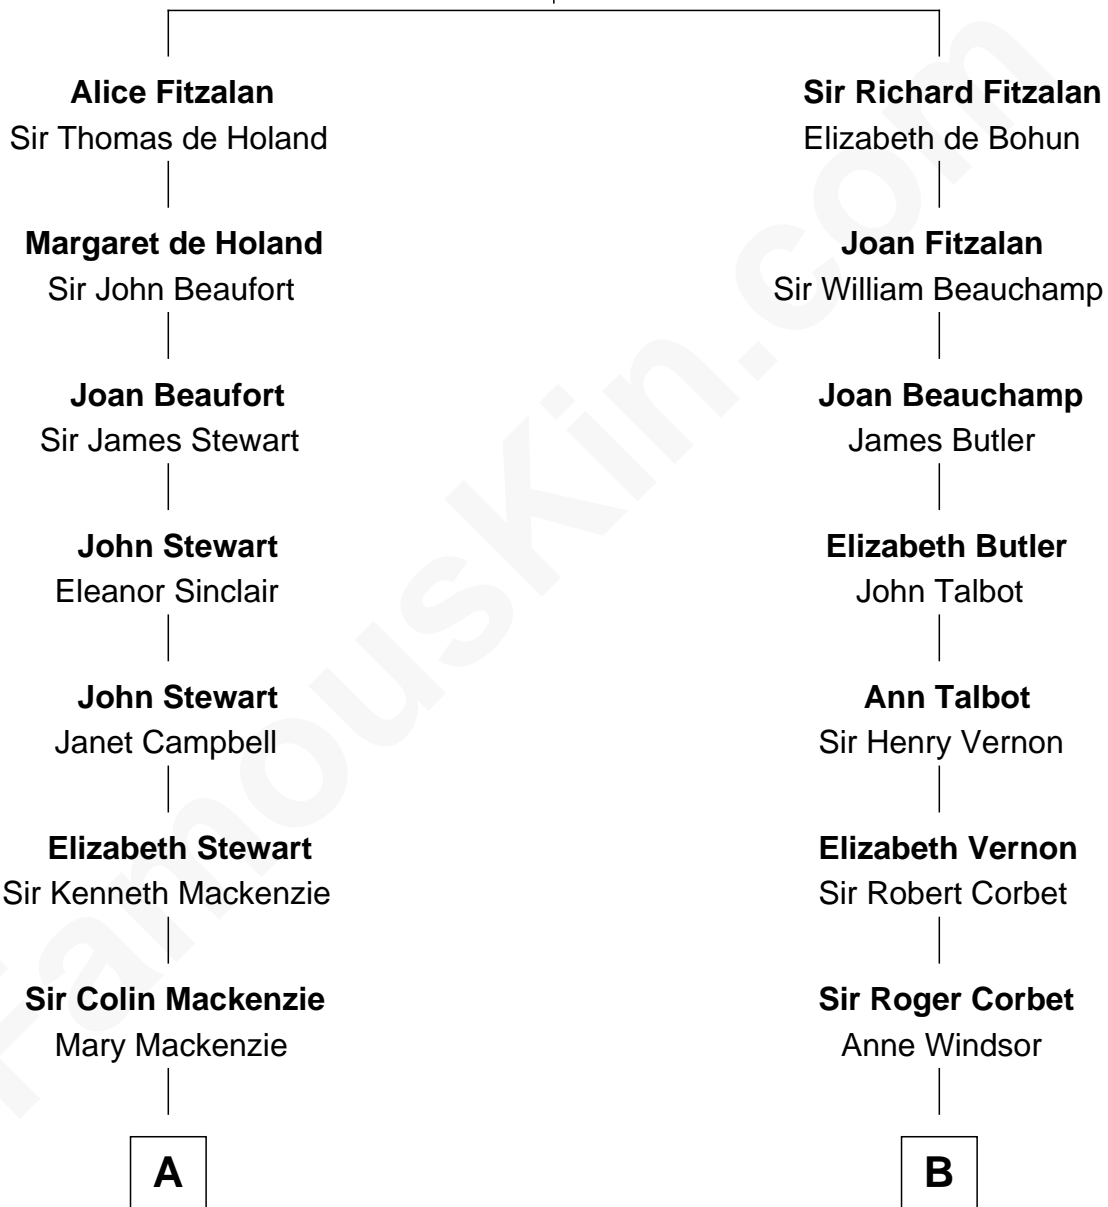 Alice Fitzalan
Sir Thomas de Holand
Margaret de Holand
Sir John Beaufort
Joan Beaufort
Sir James Stewart
John Stewart
Eleanor Sinclair
John Stewart
Janet Campbell
Elizabeth Stewart
Sir Kenneth Mackenzie
Sir Colin Mackenzie
Mary Mackenzie
A
Sir Richard Fitzalan
Elizabeth de Bohun
Joan Fitzalan
Sir William Beauchamp
Joan Beauchamp
James Butler
Elizabeth Butler
John Talbot
Ann Talbot
Sir Henry Vernon
Elizabeth Vernon
Sir Robert Corbet
Sir Roger Corbet
Anne Windsor
B
FamousKin.com